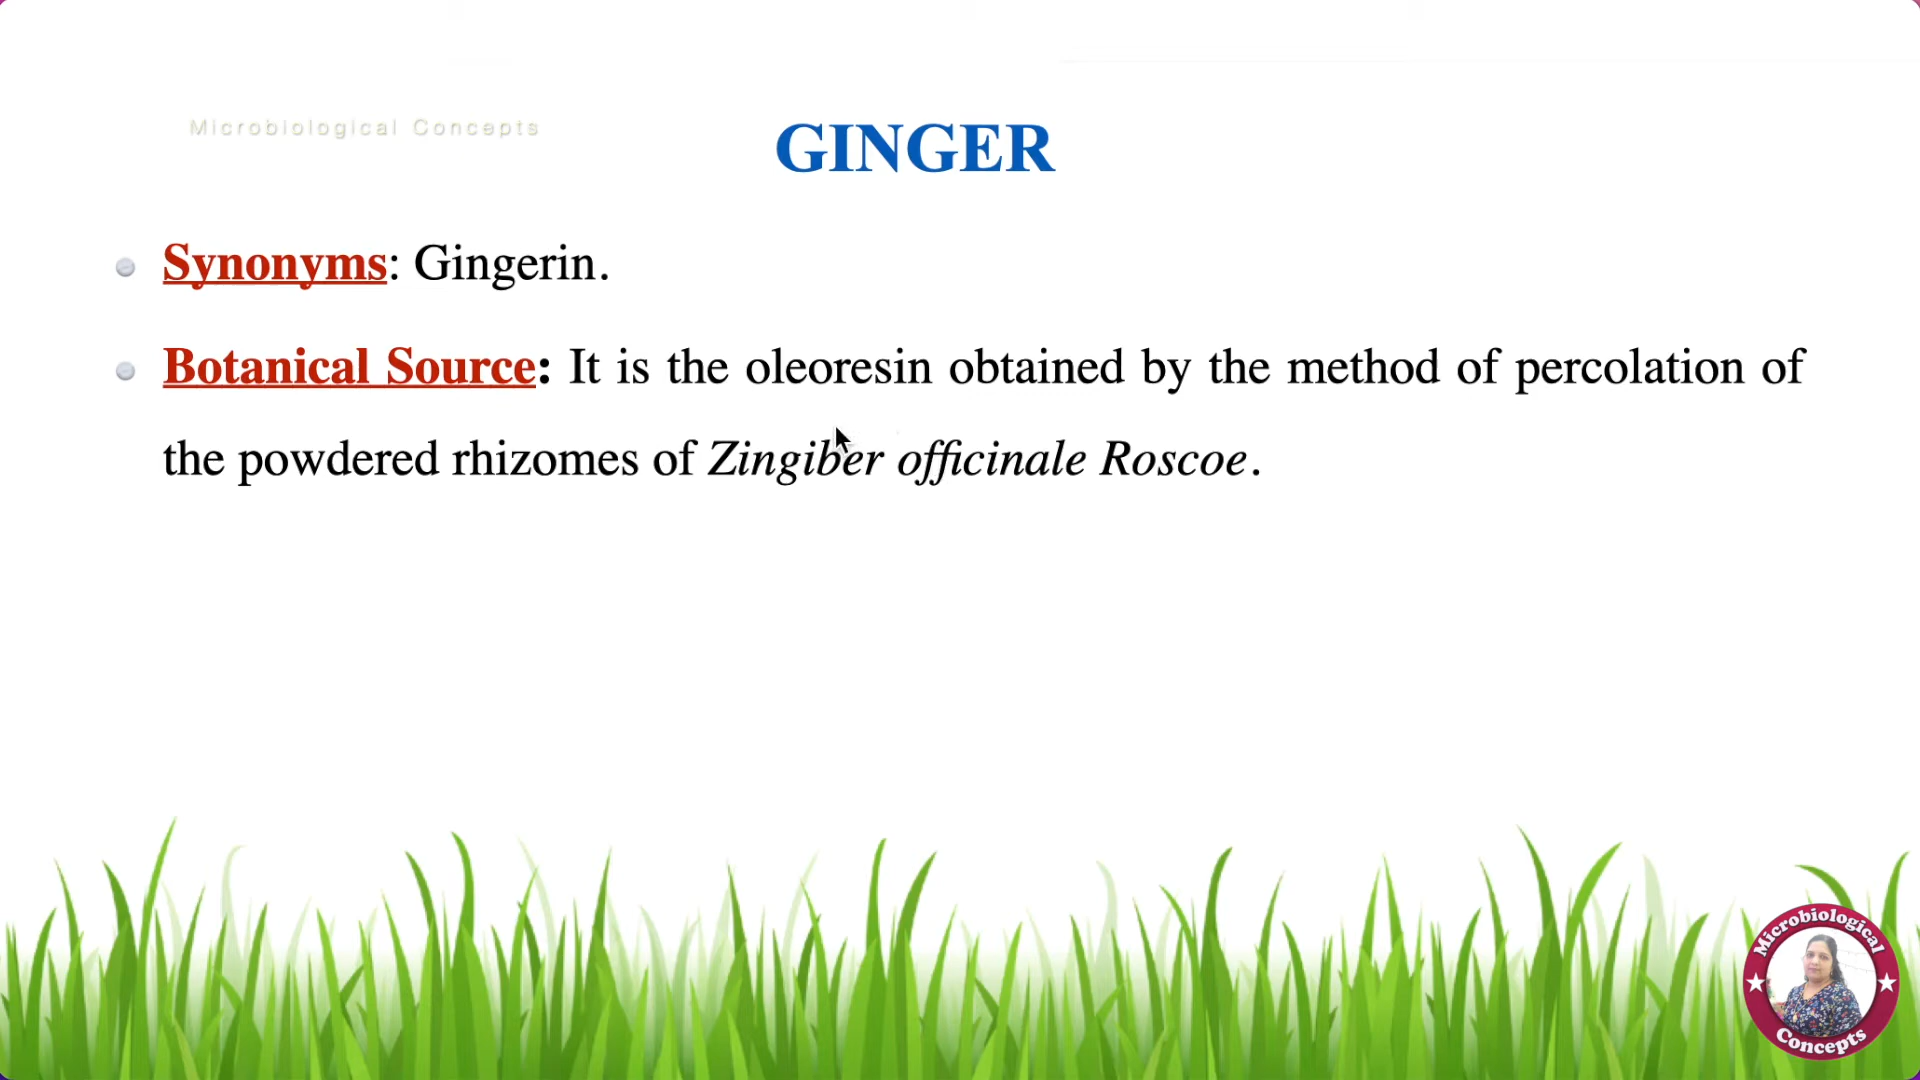 Microbiological Concepts
GINGER
Synonyms: Gingerin.
Botanical Source: It is the oleoresin obtained by the method of percolation of
the powdered rhizomes of Zingiber officinale Roscoe.
Microbiological
Concepts